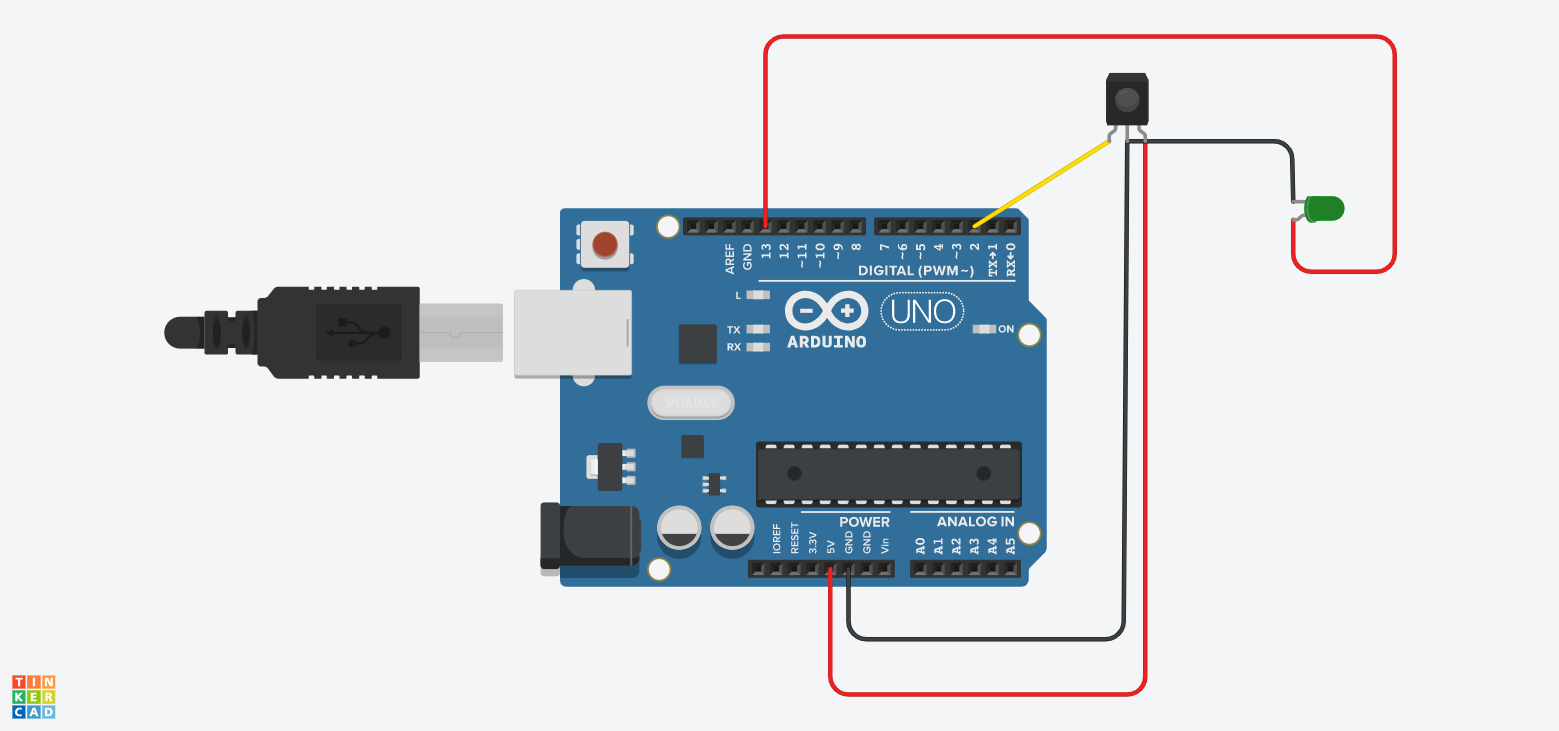 AREF
GND
13
12
~11
~10
~9
8
7
~6
~5
4
~3
2
TX→1
RX←0
DIGITAL (PWM~)
L
TX
RX
ARDUINO
UNO
ON
SPK16.000G
POWER
ANALOG IN
IOREF
RESET
3.3V
5V
GND
GND
Vin
A0
A1
A2
A3
A4
A5
TIN
KER
CAD